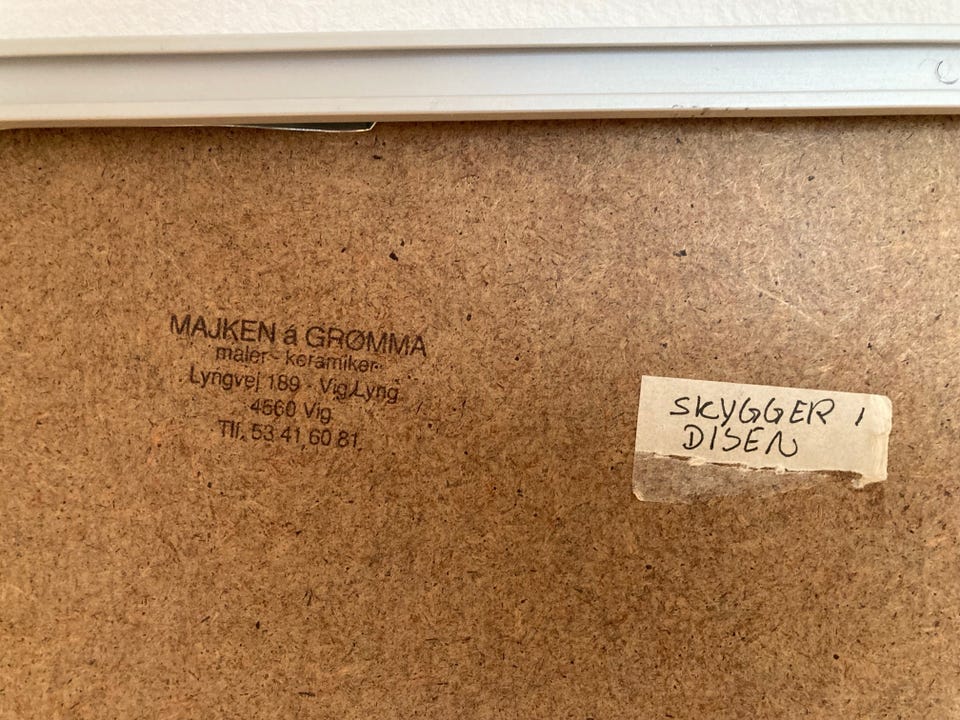 MAJKEN á GRØMMA
maler - keramiker
Lyngvej 189 Vig Lyng
4560 Vig
Tlf. 53 41 60 81
SKYGGER I
DISEN